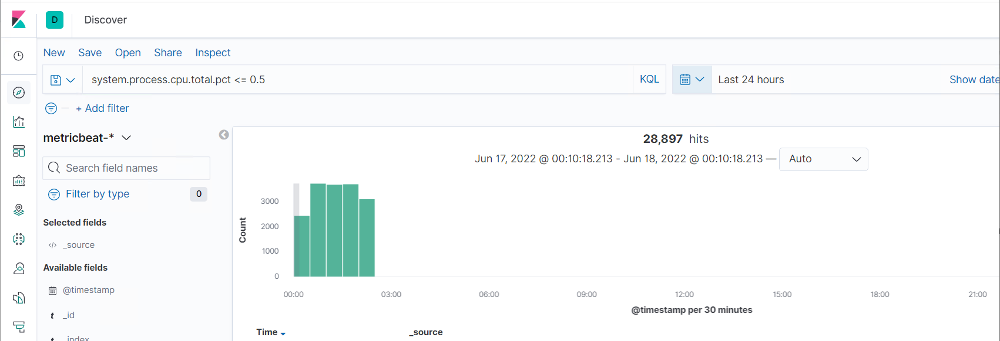 D Discover
New Save Open Share Inspect
system.process.cpu.total.pct <= 0.5 KQL Last 24 hours Show date
+ Add filter
metricbeat-*
28,897 hits
Jun 17, 2022 @ 00:10:18.213 - Jun 18, 2022 @ 00:10:18.213 — Auto
Search field names
Filter by type 0
Selected fields
</> _source
Available fields
@timestamp
t _id
t _index
Count
3000
2000
1000
0
00:00 03:00 06:00 09:00 12:00 15:00 18:00 21:00
@timestamp per 30 minutes
Time _source